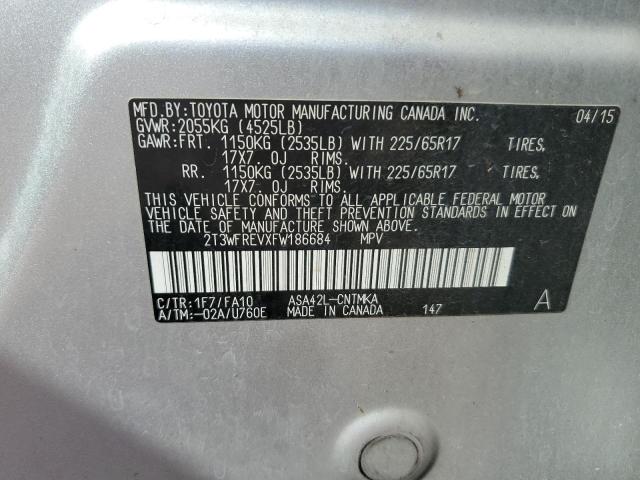 MFD.BY:TOYOTA MOTOR MANUFACTURING CANADA INC. 04/15
GVWR:2055KG (4525LB)
GAWR:FRT. 1150KG (2535LB) WITH 225/65R17 TIRES,
17X7. 0J RIMS.
RR. 1150KG (2535LB) WITH 225/65R17 TIRES,
17X7. 0J RIMS.
THIS VEHICLE CONFORMS TO ALL APPLICABLE FEDERAL MOTOR
VEHICLE SAFETY AND THEFT PREVENTION STANDARDS IN EFFECT ON
THE DATE OF MANUFACTURE SHOWN ABOVE.
2T3WFREVXFW186684 MPV
C/TR:1F7/FA10 ASA42L-CNTMKA A
A/TM:-02A/U760E MADE IN CANADA 147